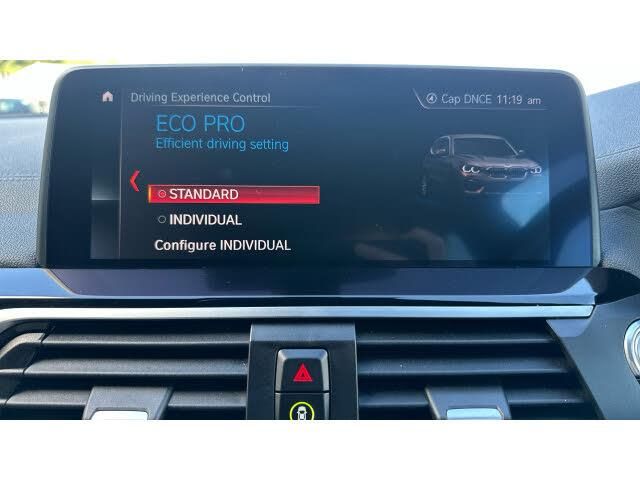 Driving Experience Control
Cap DNCE 11:19 am
ECO PRO
Efficient driving setting
STANDARD
INDIVIDUAL
Configure INDIVIDUAL